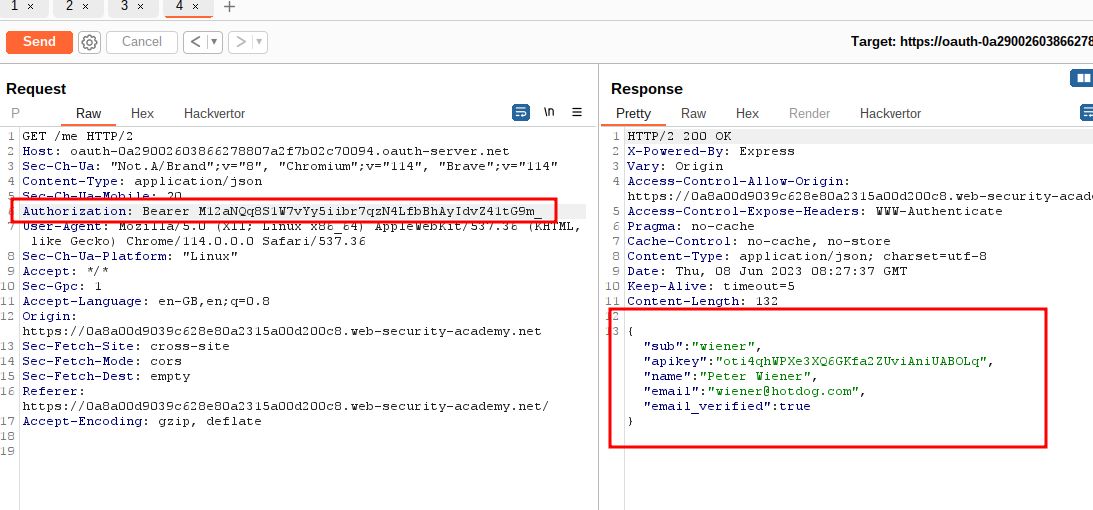 1 × 2 × 3 × 4 × +
Send Cancel < ▾ > ▾ Target: https://oauth-0a29002603866278
Request
P Raw Hex Hackvertor \n ≡
1 GET /me HTTP/2
2 Host: oauth-0a29002603866278807a2f7b02c70094.oauth-server.net
3 Sec-Ch-Ua: "Not.A/Brand";v="8", "Chromium";v="114", "Brave";v="114"
4 Content-Type: application/json
5 Sec-Ch-Ua-Mobile: ?0
6 Authorization: Bearer M12aNQq8S1W7vYy5iibr7qzN4LfbBhAyIdvZ41tG9m_
7 User-Agent: Mozilla/5.0 (X11; Linux x86_64) AppleWebKit/537.36 (KHTML,
like Gecko) Chrome/114.0.0.0 Safari/537.36
8 Sec-Ch-Ua-Platform: "Linux"
9 Accept: */*
10 Sec-Gpc: 1
11 Accept-Language: en-GB,en;q=0.8
12 Origin:
https://0a8a00d9039c628e80a2315a00d200c8.web-security-academy.net
13 Sec-Fetch-Site: cross-site
14 Sec-Fetch-Mode: cors
15 Sec-Fetch-Dest: empty
16 Referer:
https://0a8a00d9039c628e80a2315a00d200c8.web-security-academy.net/
17 Accept-Encoding: gzip, deflate
18
19
Response
Pretty Raw Hex Render Hackvertor
1 HTTP/2 200 OK
2 X-Powered-By: Express
3 Vary: Origin
4 Access-Control-Allow-Origin:
https://0a8a00d9039c628e80a2315a00d200c8.web-security-acade
5 Access-Control-Expose-Headers: WWW-Authenticate
6 Pragma: no-cache
7 Cache-Control: no-cache, no-store
8 Content-Type: application/json; charset=utf-8
9 Date: Thu, 08 Jun 2023 08:27:37 GMT
10 Keep-Alive: timeout=5
11 Content-Length: 132
12
13 {
"sub":"wiener",
"apikey":"oti4qhWPXe3XQ6GKfa2ZUviAniUABOLq",
"name":"Peter Wiener",
"email":"wiener@hotdog.com",
"email_verified":true
}